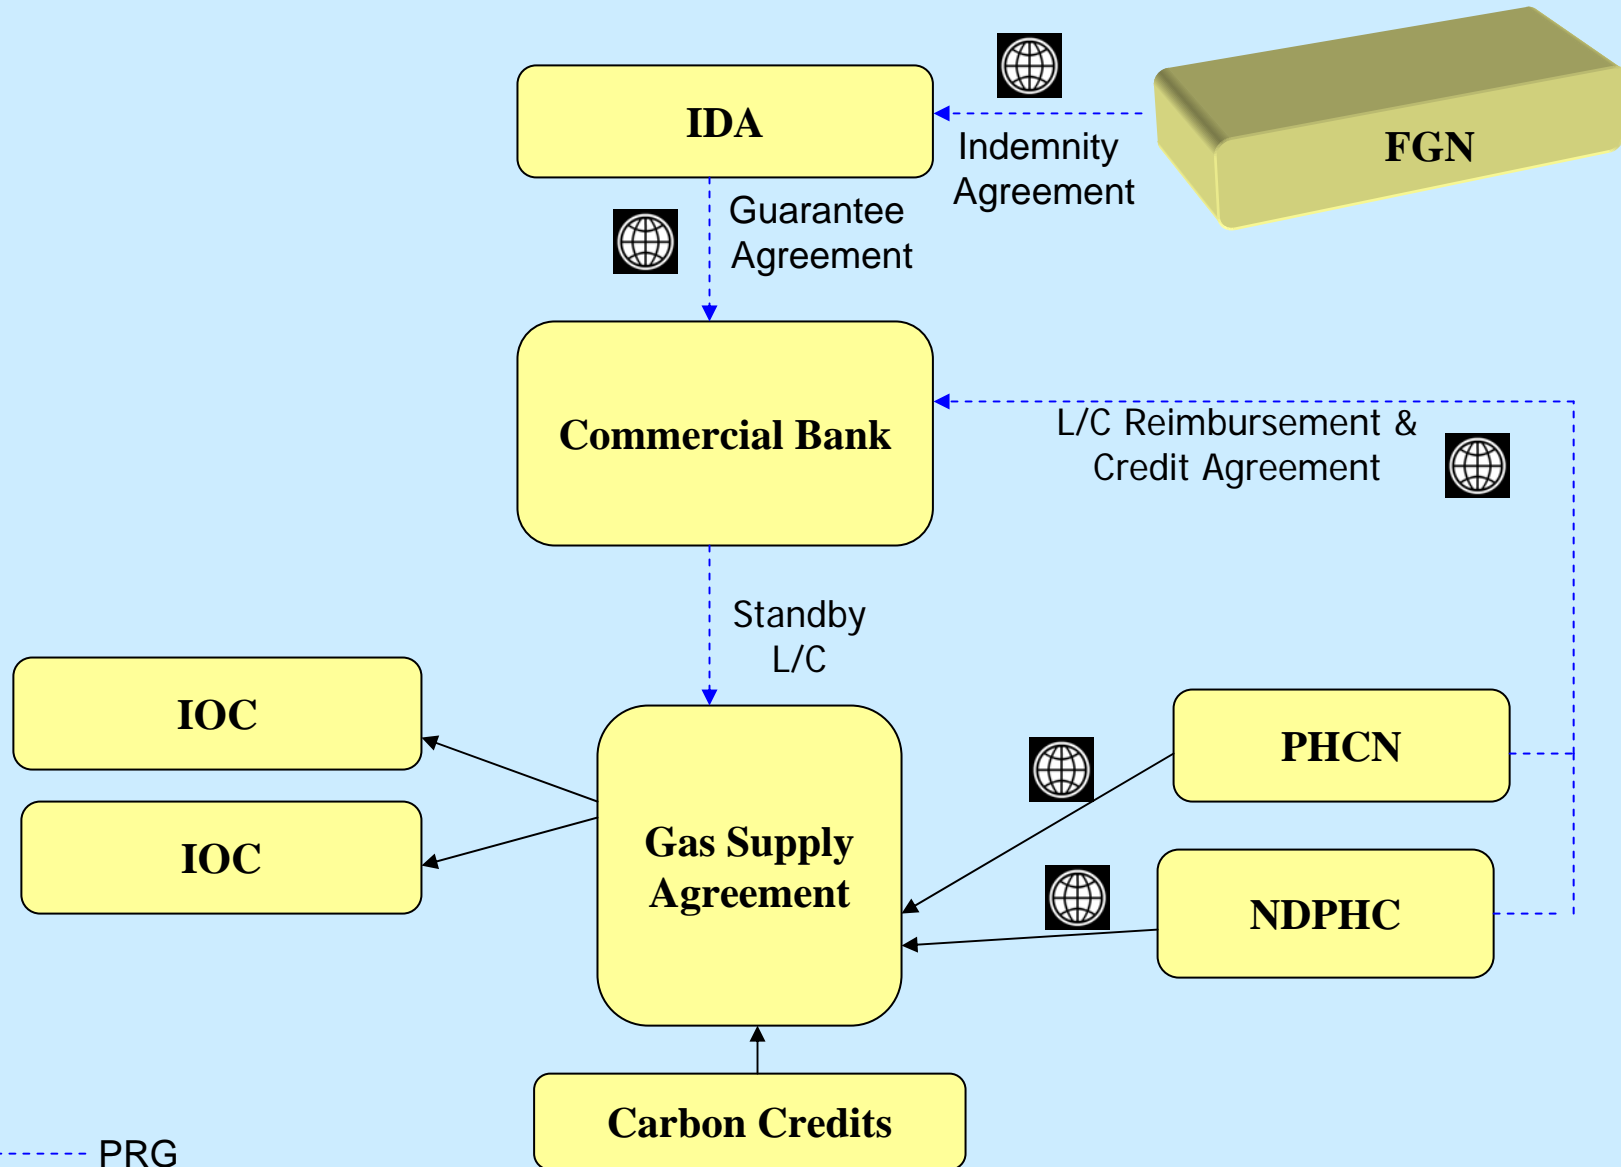 IDA
FGN
Indemnity
Agreement
Guarantee
Agreement
Commercial Bank
L/C Reimbursement &
Credit Agreement
Standby
L/C
IOC
PHCN
IOC
Gas Supply
Agreement
NDPHC
Carbon Credits
PRG